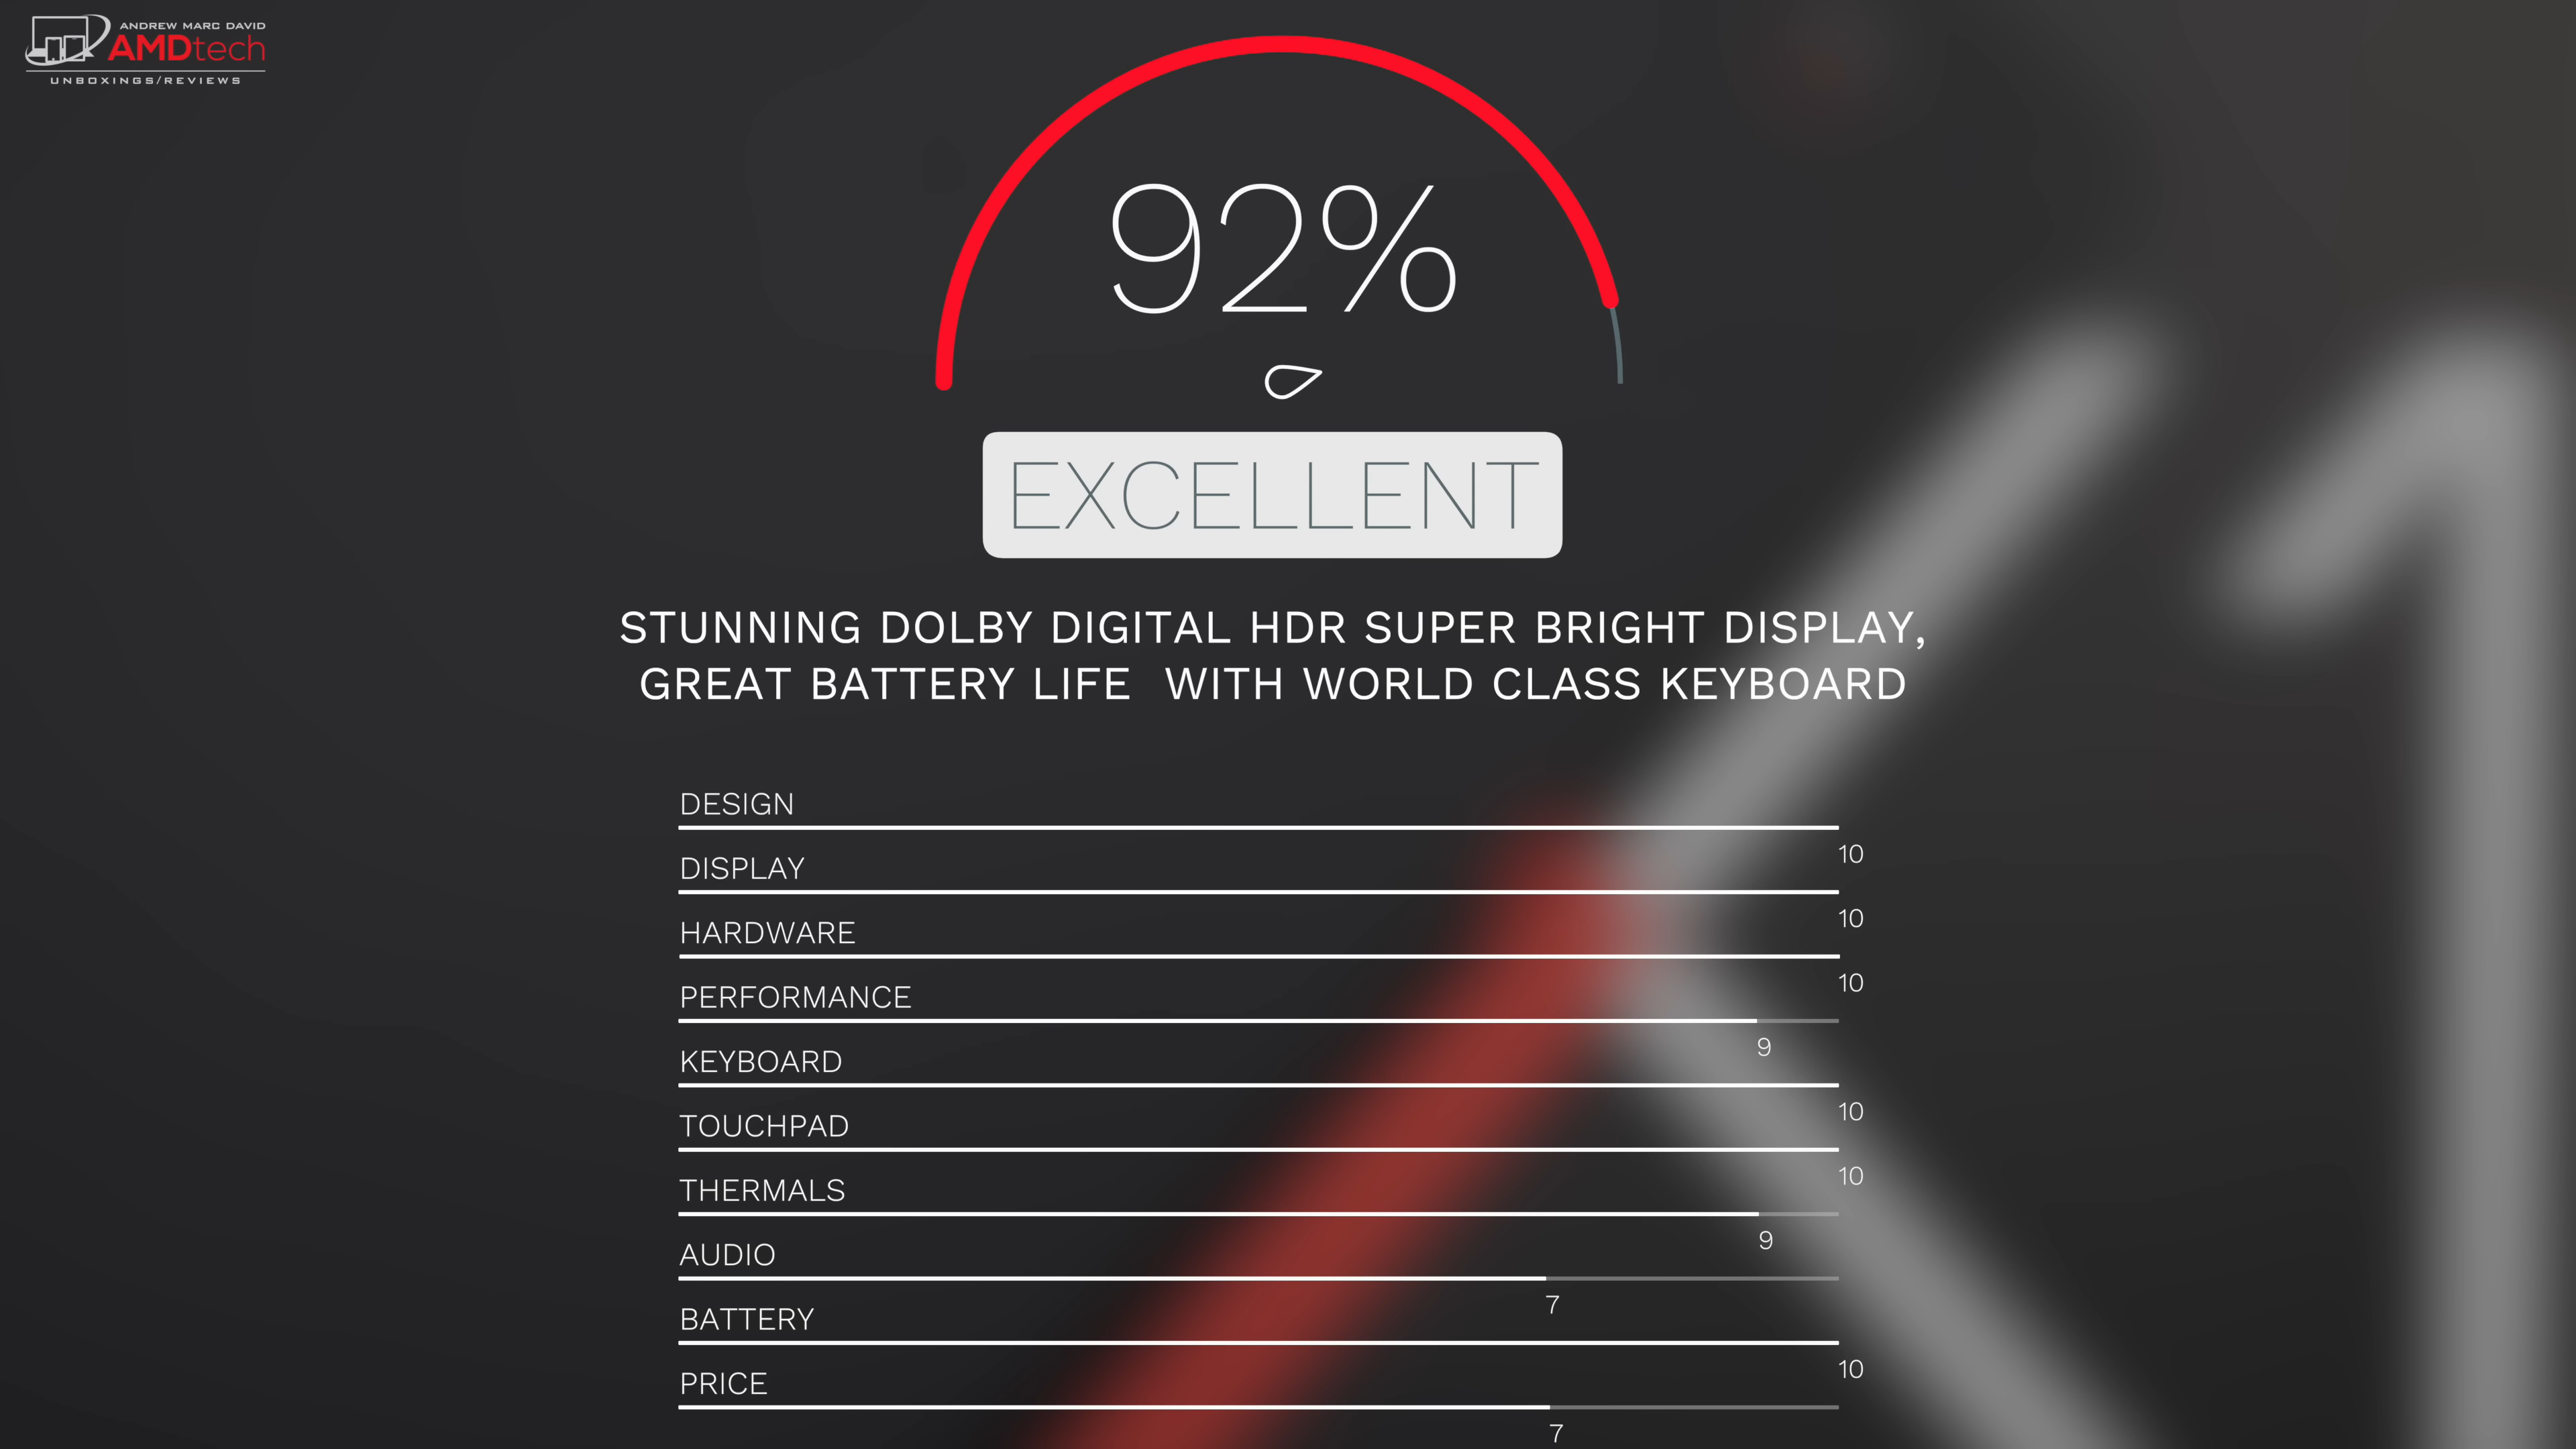 ANDREW MARC DAVID
AMDtech
UNBOXINGS/REVIEWS
92%
EXCELLENT
STUNNING DOLBY DIGITAL HDR SUPER BRIGHT DISPLAY,
GREAT BATTERY LIFE  WITH WORLD CLASS KEYBOARD
DESIGN
10
DISPLAY
10
HARDWARE
10
PERFORMANCE
9
KEYBOARD
10
TOUCHPAD
10
THERMALS
9
AUDIO
7
BATTERY
10
PRICE
7